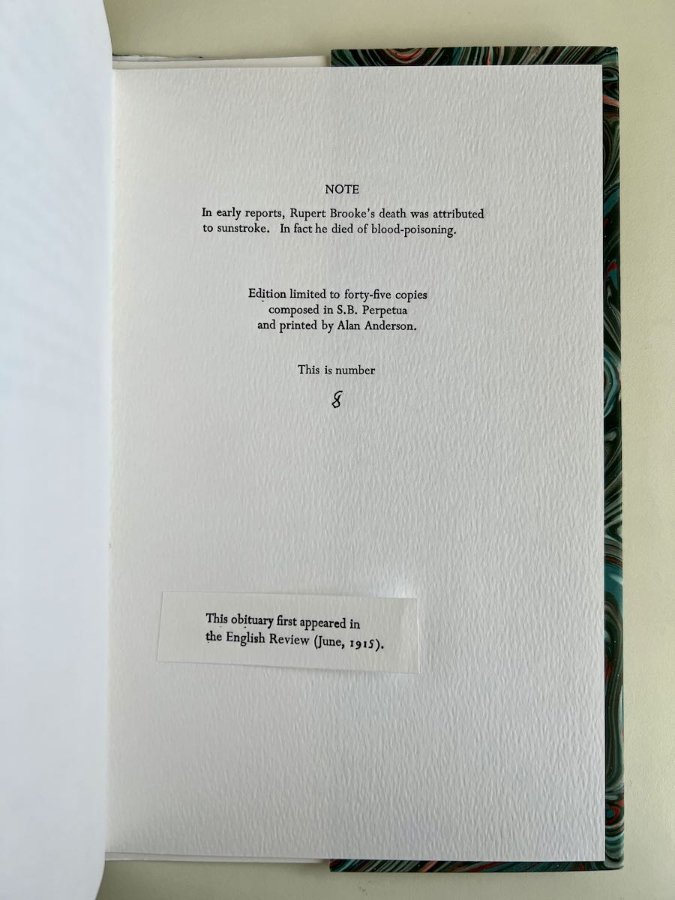 NOTE
In early reports, Rupert Brooke's death was attributed
to sunstroke. In fact he died of blood-poisoning.
Edition limited to forty-five copies
composed in S.B. Perpetua
and printed by Alan Anderson.
This is number
8
This obituary first appeared in
the English Review (June, 1915).